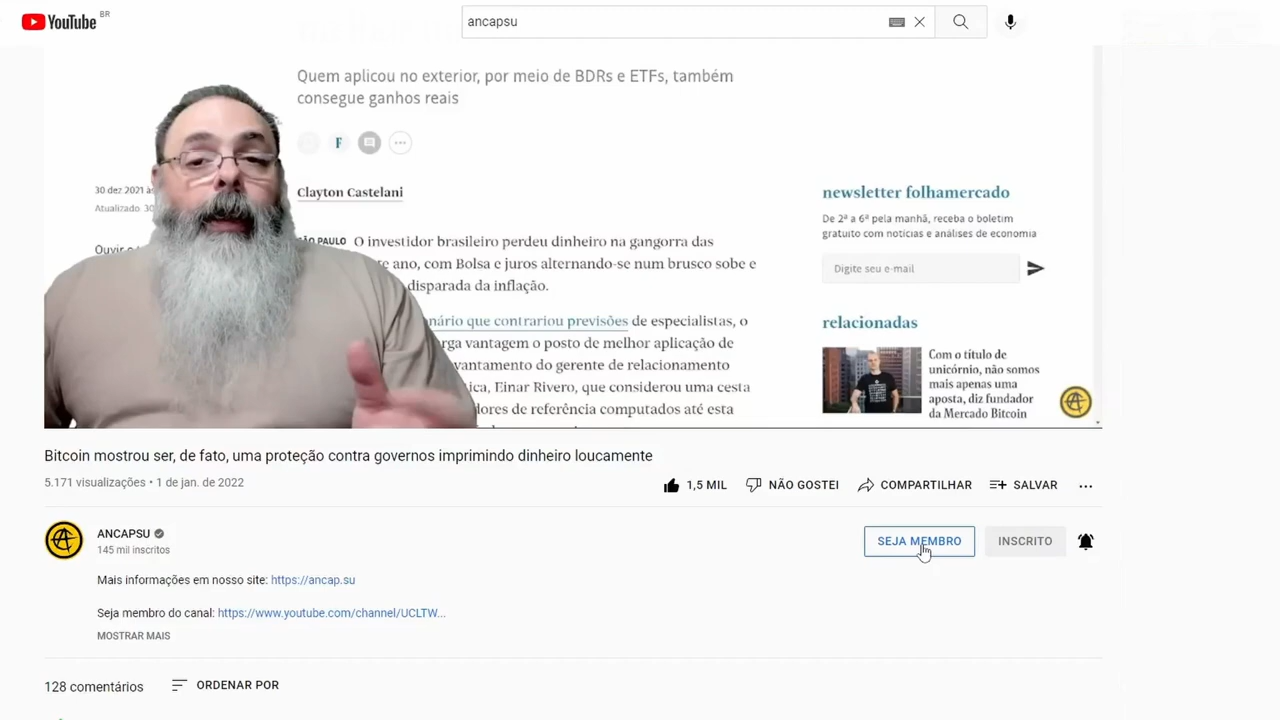 YouTube BR
ancapsu
Quem aplicou no exterior, por meio de BDRs e ETFs, também
consegue ganhos reais
F
30 dez.2021 às
Clayton Castelani
Atualizado 30
newsletter folhamercado
De 2ª a 6ª pela manhã, receba o boletim
gratuito com notícias e análises de economia
Digite seu e-mail
Ouvir o
PAULO O investidor brasileiro perdeu dinheiro na gangorra das
te ano, com Bolsa e juros alternando-se num brusco sobe e
disparada da inflação.
nário que contrariou previsões de especialistas, o
rga vantagem o posto de melhor aplicação de
vantamento do gerente de relacionamento
ica, Einar Rivero, que considerou uma cesta
dores de referência computados até esta
relacionadas
Com o título de
unicórnio, não somos
mais apenas uma
aposta, diz fundador
da Mercado Bitcoin
Bitcoin mostrou ser, de fato, uma proteção contra governos imprimindo dinheiro loucamente
5.171 visualizações • 1 de jan. de 2022
1,5 MIL NÃO GOSTEI COMPARTILHAR SALVAR ...
ANCAPSU
145 mil inscritos
SEJA MEMBRO INSCRITO
Mais informações em nosso site: https://ancap.su
Seja membro do canal: https://www.youtube.com/channel/UCLTW...
MOSTRAR MAIS
128 comentários ORDENAR POR